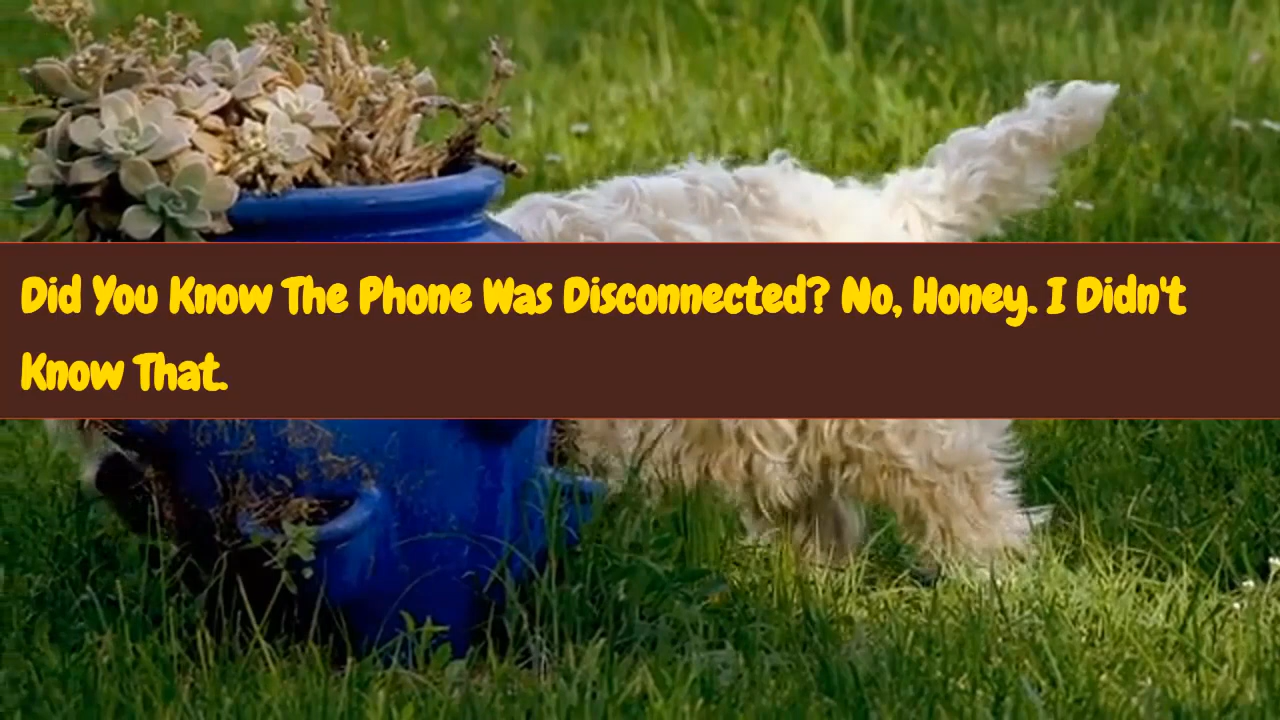 Did You Know The Phone Was Disconnected? No, Honey. I Didn't
Know That.